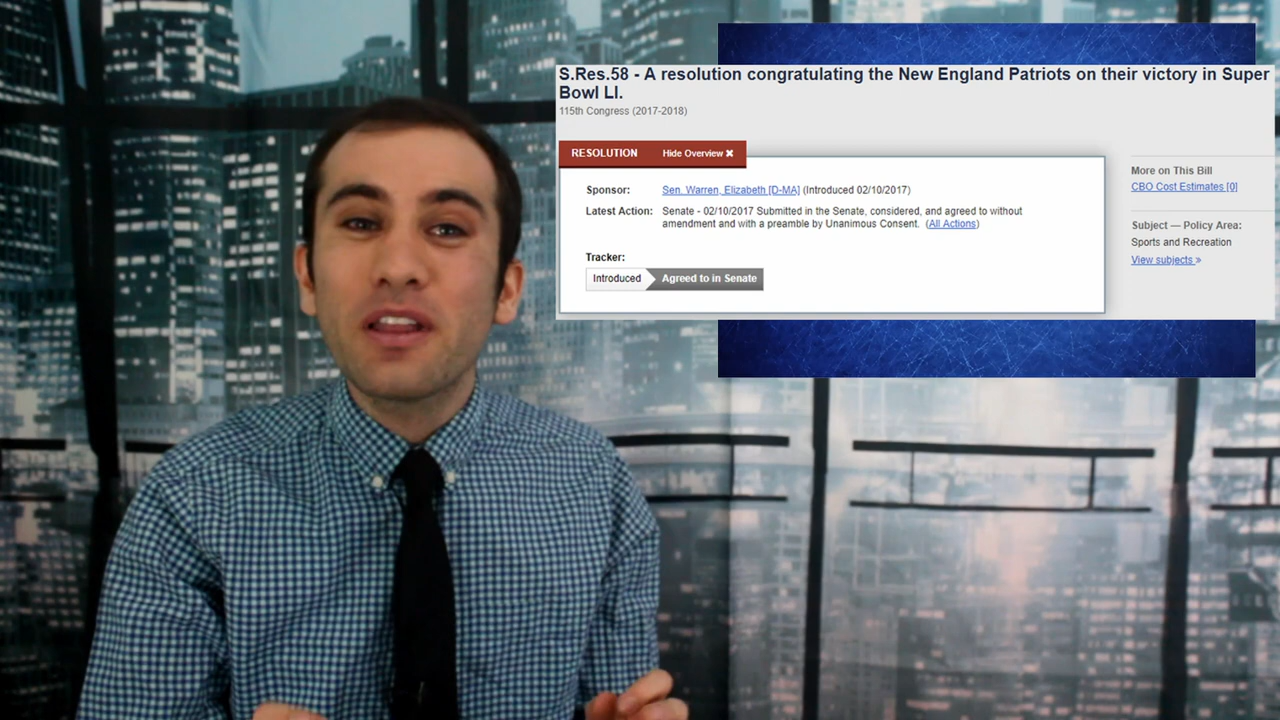 S.Res.58 - A resolution congratulating the New England Patriots on their victory in Super
Bowl LI.
115th Congress (2017-2018)
RESOLUTION Hide Overview ✖
Sponsor: Sen. Warren, Elizabeth [D-MA] (Introduced 02/10/2017)
Latest Action: Senate - 02/10/2017 Submitted in the Senate, considered, and agreed to without
amendment and with a preamble by Unanimous Consent. (All Actions)
Tracker:
Introduced Agreed to in Senate
More on This Bill
CBO Cost Estimates [0]
Subject — Policy Area:
Sports and Recreation
View subjects »